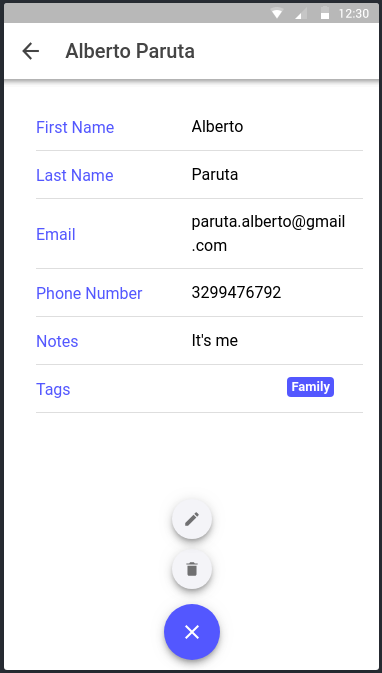 12:30
Alberto Paruta
First Name Alberto
Last Name Paruta
Email paruta.alberto@gmail
.com
Phone Number 3299476792
Notes It's me
Tags Family